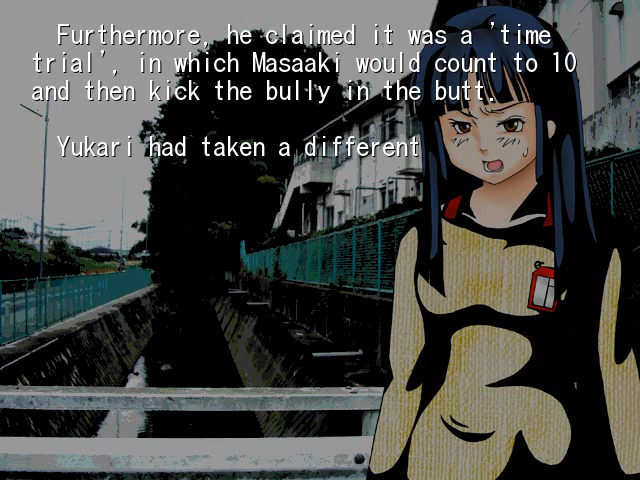 Furthermore, he claimed it was a 'time
trial', in which Masaaki would count to 10
and then kick the bully in the butt.
Yukari had taken a different